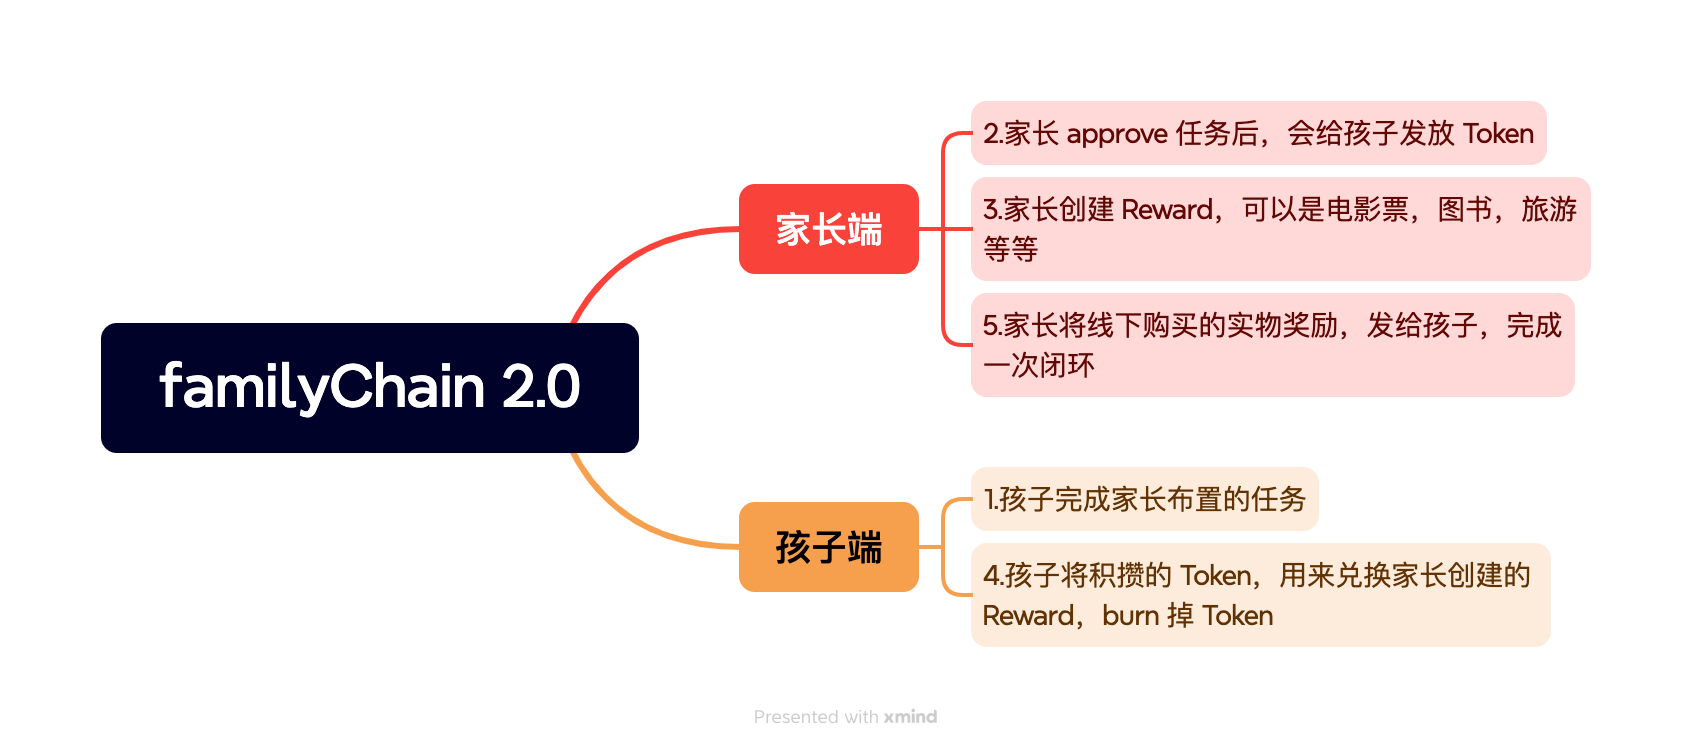 2.家长 approve 任务后，会给孩子发放 Token
3.家长创建 Reward，可以是电影票，图书，旅游
等等
家长端
5.家长将线下购买的实物奖励，发给孩子，完成
一次闭环
familyChain 2.0
1.孩子完成家长布置的任务
孩子端
4.孩子将积攒的 Token，用来兑换家长创建的
Reward，burn 掉 Token
Presented with xmind